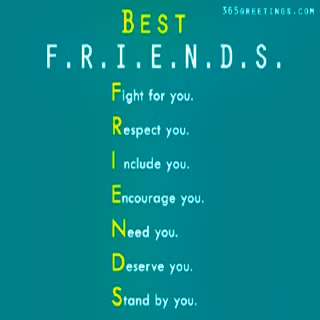 365greetings.com
Best
F.R.I.E.N.D.S.
Fight for you.
Respect you.
Include you.
Encourage you.
Need you.
Deserve you.
Stand by you.